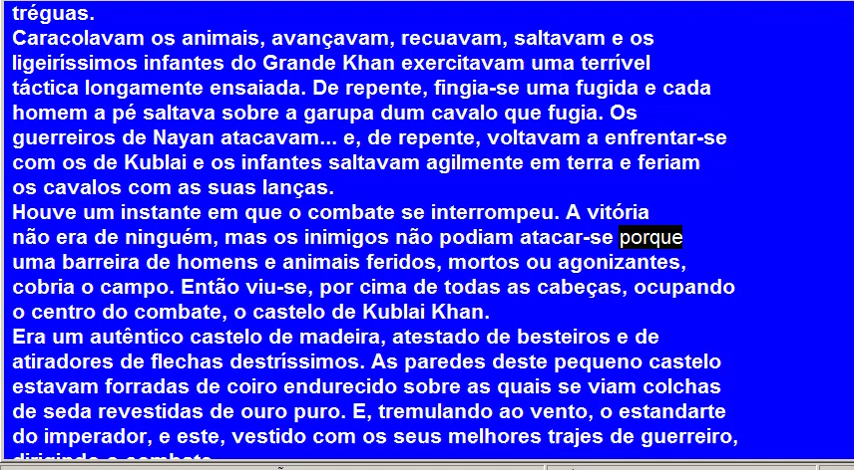 tréguas.
Caracolavam os animais, avançavam, recuavam, saltavam e os
ligeiríssimos infantes do Grande Khan exercitavam uma terrível
táctica longamente ensaiada. De repente, fingia-se uma fugida e cada
homem a pé saltava sobre a garupa dum cavalo que fugia. Os
guerreiros de Nayan atacavam... e, de repente, voltavam a enfrentar-se
com os de Kublai e os infantes saltavam agilmente em terra e feriam
os cavalos com as suas lanças.
Houve um instante em que o combate se interrompeu. A vitória
não era de ninguém, mas os inimigos não podiam atacar-se porque
uma barreira de homens e animais feridos, mortos ou agonizantes,
cobria o campo. Então viu-se, por cima de todas as cabeças, ocupando
o centro do combate, o castelo de Kublai Khan.
Era um autêntico castelo de madeira, atestado de besteiros e de
atiradores de flechas destríssimos. As paredes deste pequeno castelo
estavam forradas de coiro endurecido sobre as quais se viam colchas
de seda revestidas de ouro puro. E, tremulando ao vento, o estandarte
do imperador, e este, vestido com os seus melhores trajes de guerreiro,
dirigindo o combate